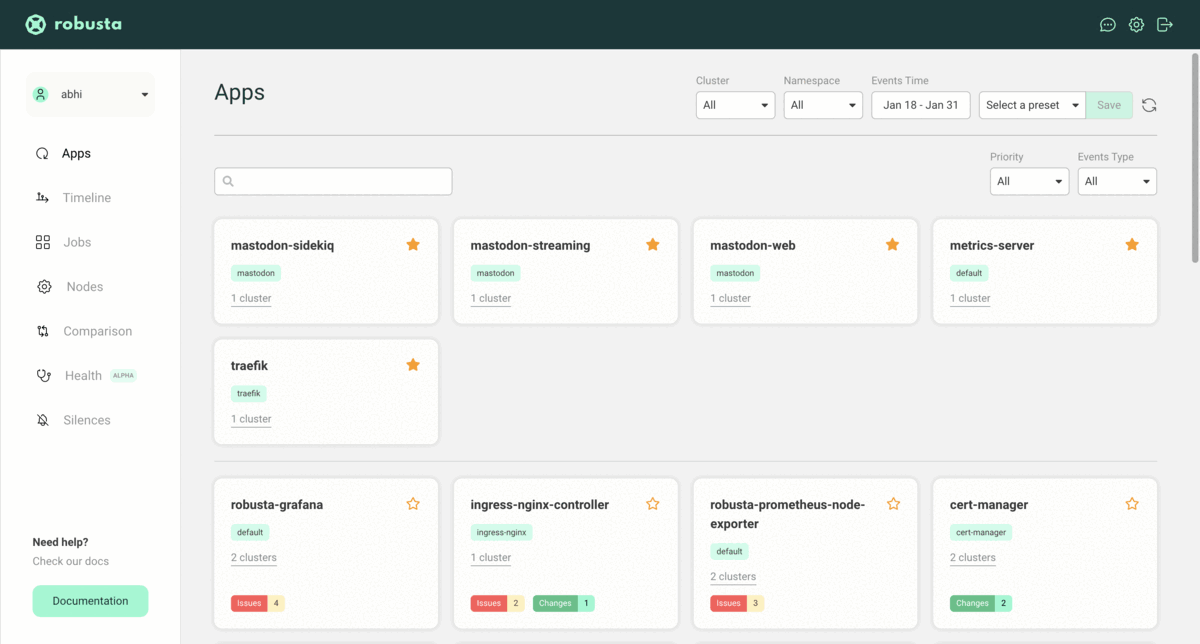 robusta
abhi
Apps
Timeline
Jobs
Nodes
Comparison
Health ALPHA
Silences
Need help?
Check our docs
Documentation
Apps
Cluster
All
Namespace
All
Events Time
Jan 18 - Jan 31
Select a preset
Save
Priority
All
Events Type
All
mastodon-sidekiq
mastodon
1 cluster
mastodon-streaming
mastodon
1 cluster
mastodon-web
mastodon
1 cluster
metrics-server
default
1 cluster
traefik
traefik
1 cluster
robusta-grafana
default
2 clusters
Issues 4
ingress-nginx-controller
ingress-nginx
1 cluster
Issues 2 Changes 1
robusta-prometheus-node-
exporter
default
2 clusters
Issues 3
cert-manager
cert-manager
2 clusters
Changes 2